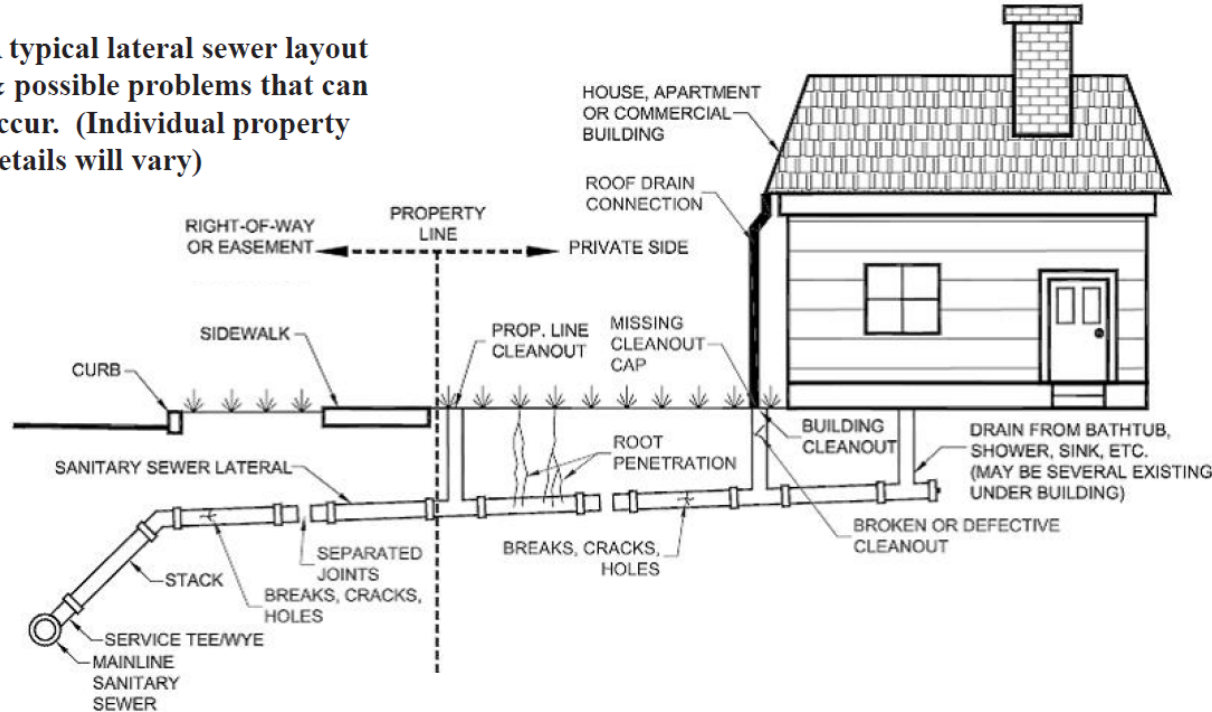 typical lateral sewer layout
& possible problems that can
ccur. (Individual property
etails will vary)
HOUSE, APARTMENT
OR COMMERCIAL
BUILDING
ROOF DRAIN
CONNECTION
RIGHT-OF-WAY
OR EASEMENT
PROPERTY
LINE
PRIVATE SIDE
SIDEWALK
PROP. LINE
CLEANOUT
MISSING
CLEANOUT
CAP
CURB
SANITARY SEWER LATERAL
ROOT
PENETRATION
BUILDING
CLEANOUT
DRAIN FROM BATHTUB,
SHOWER, SINK, ETC.
(MAY BE SEVERAL EXISTING
UNDER BUILDING)
BROKEN OR DEFECTIVE
CLEANOUT
BREAKS, CRACKS,
HOLES
SEPARATED
JOINTS
STACK
BREAKS, CRACKS,
HOLES
SERVICE TEE/WYE
MAINLINE
SANITARY
SEWER